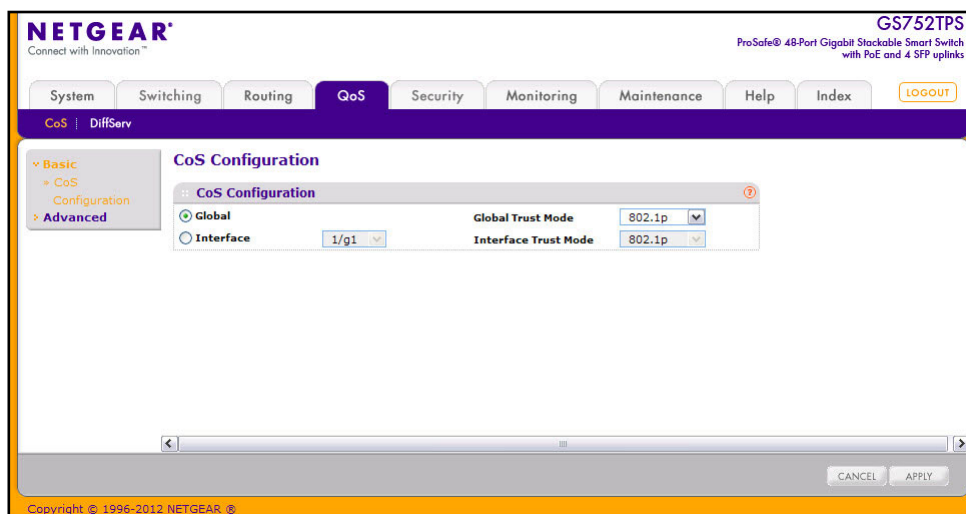 NETGEAR®
Connect with Innovation™
GS752TPS
ProSafe® 48-Port Gigabit Stackable Smart Switch
with PoE and 4 SFP uplinks
System Switching Routing QoS Security Monitoring Maintenance Help Index LOGOUT
CoS | DiffServ
Basic
CoS
Configuration
Advanced
CoS Configuration
CoS Configuration ?
Global Global Trust Mode 802.1p
Interface 1/g1 Interface Trust Mode 802.1p
CANCEL APPLY
Copyright © 1996-2012 NETGEAR ®